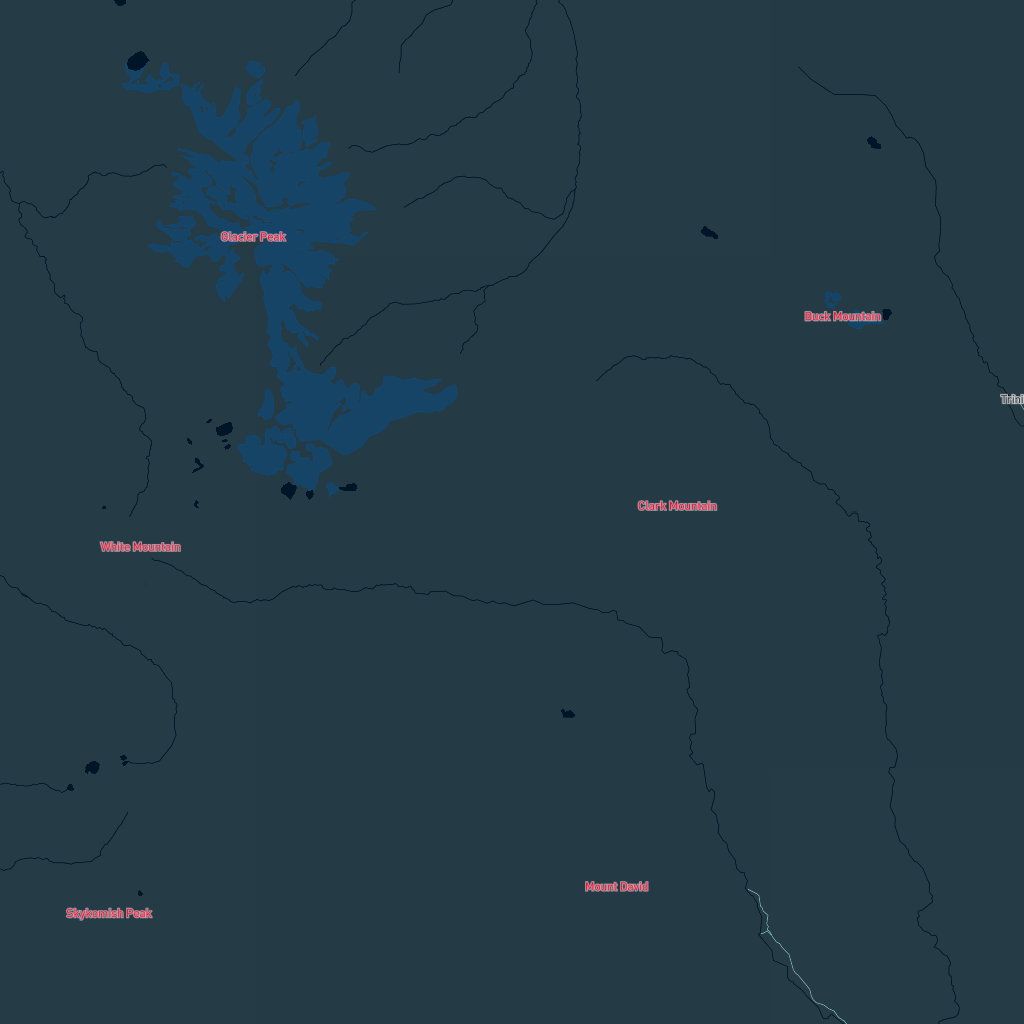 Glacier Peak
Buck Mountain
Clark Mountain
White Mountain
Mount David
Skykomish Peak